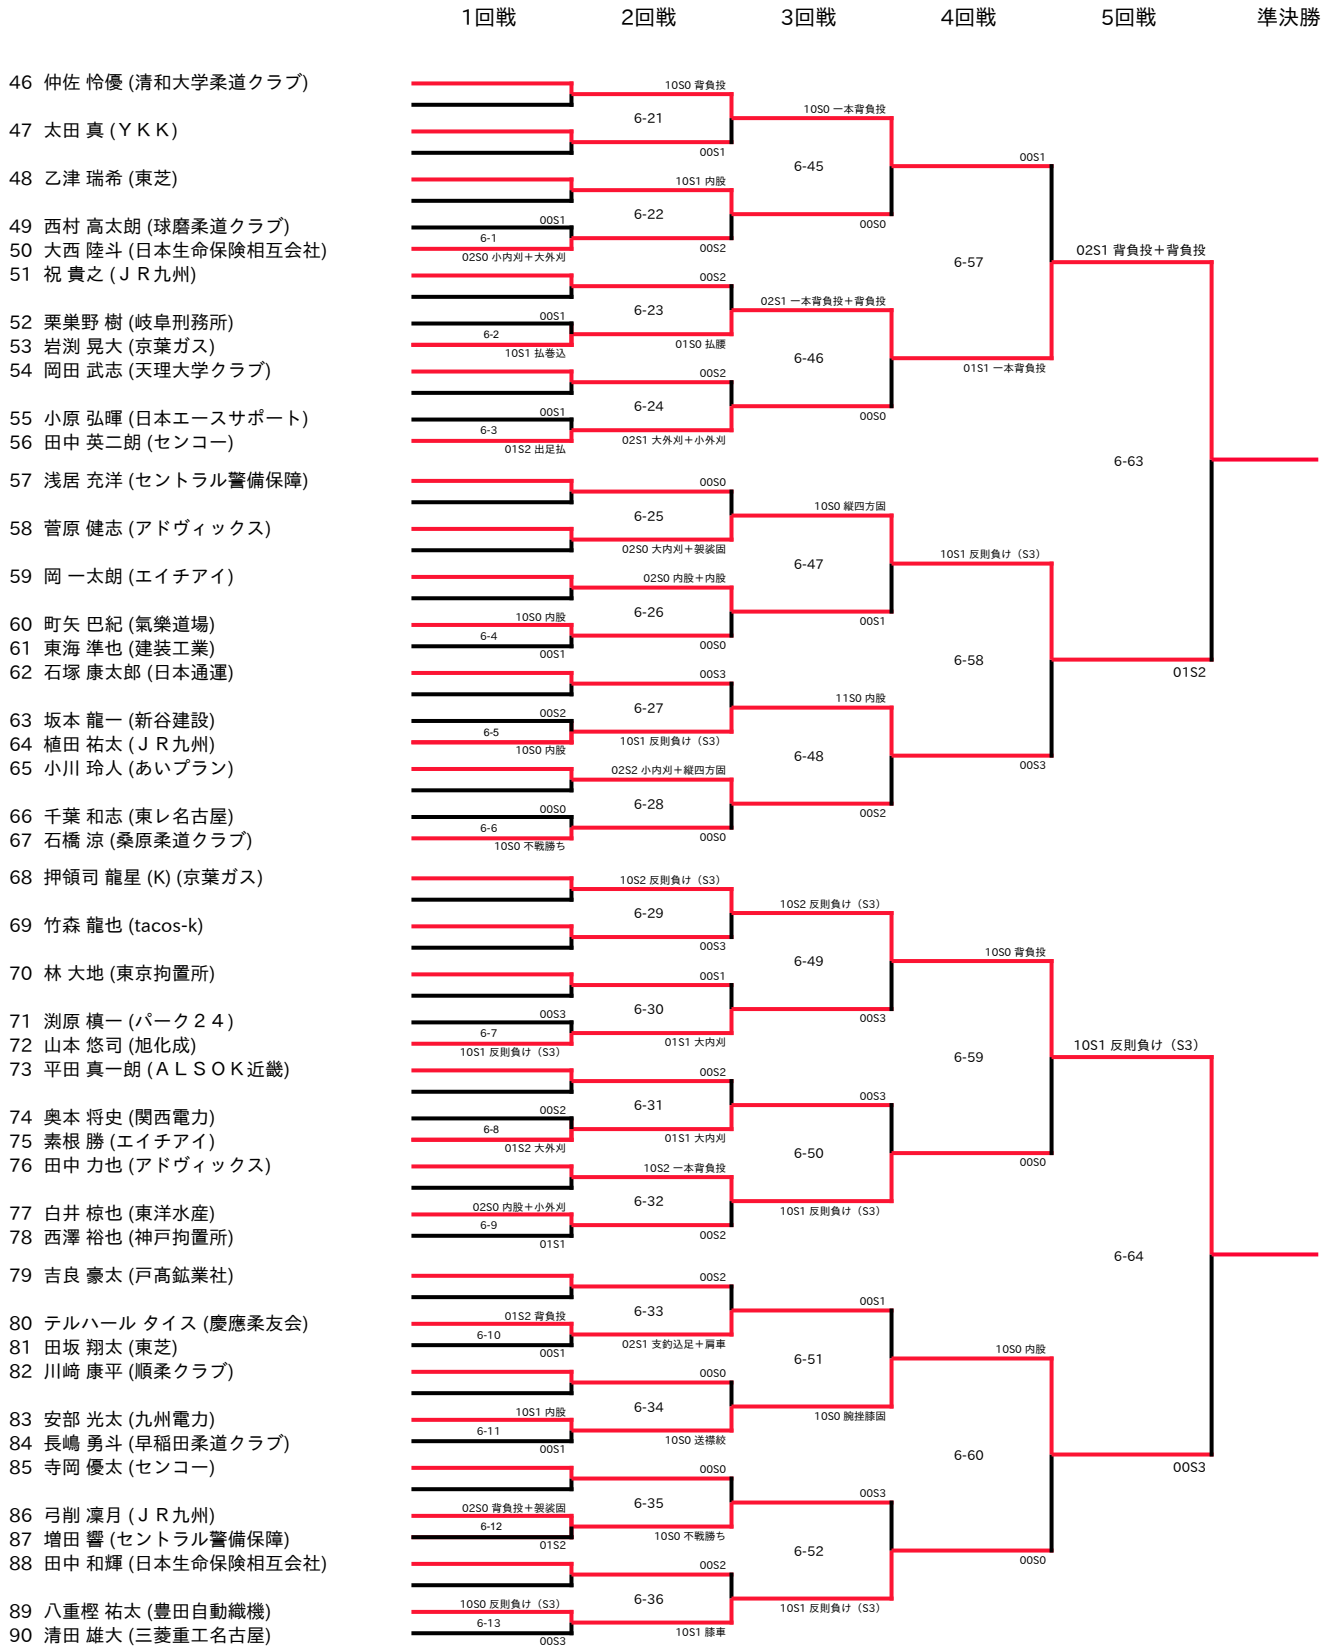 1回戦 2回戦 3回戦 4回戦 5回戦 準決勝
46 仲佐 怜優 (清和大学柔道クラブ)
10S0 背負投
10S0 一本背負投
6-21
47 太田 真 (ＹＫＫ)
00S1
00S1
6-45
48 乙津 瑞希 (東芝)
10S1 内股
6-22
00S0
49 西村 高太朗 (球磨柔道クラブ)
00S1
6-1
50 大西 陸斗 (日本生命保険相互会社)
00S2
02S1 背負投＋背負投
02S0 小内刈＋大外刈
6-57
51 祝 貴之 (ＪＲ九州)
00S2
02S1 一本背負投＋背負投
6-23
52 栗巣野 樹 (岐阜刑務所)
00S1
6-2
53 岩渕 晃大 (京葉ガス)
01S0 払腰
10S1 払巻込
6-46
01S1 一本背負投
54 岡田 武志 (天理大学クラブ)
00S2
6-24
00S0
55 小原 弘暉 (日本エースサポート)
00S1
6-3
56 田中 英二朗 (センコー)
02S1 大外刈＋小外刈
01S2 出足払
6-63
57 浅居 充洋 (セントラル警備保障)
00S0
10S0 縦四方固
6-25
58 菅原 健志 (アドヴィックス)
02S0 大内刈＋袈裟固
10S1 反則負け（S3）
6-47
59 岡 一太朗 (エイチアイ)
02S0 内股＋内股
6-26
00S1
60 町矢 巴紀 (氣樂道場)
10S0 内股
6-4
61 東海 準也 (建装工業)
00S0
00S1
6-58
62 石塚 康太郎 (日本通運)
00S3
01S2
11S0 内股
6-27
63 坂本 龍一 (新谷建設)
00S2
6-5
64 植田 祐太 (ＪＲ九州)
10S1 反則負け（S3）
10S0 内股
6-48
00S3
65 小川 玲人 (あいプラン)
02S2 小内刈＋縦四方固
6-28
00S2
66 千葉 和志 (東レ名古屋)
00S0
6-6
67 石橋 涼 (桑原柔道クラブ)
00S0
10S0 不戦勝ち
68 押領司 龍星 (K) (京葉ガス)
10S2 反則負け（S3）
10S2 反則負け（S3）
6-29
69 竹森 龍也 (tacos-k)
00S3
10S0 背負投
6-49
70 林 大地 (東京拘置所)
00S1
6-30
00S3
71 渕原 槙一 (パーク２４)
00S3
6-7
72 山本 悠司 (旭化成)
01S1 大内刈
10S1 反則負け（S3）
10S1 反則負け（S3）
6-59
73 平田 真一朗 (ＡＬＳＯＫ近畿)
00S2
00S3
6-31
74 奥本 将史 (関西電力)
00S2
6-8
75 素根 勝 (エイチアイ)
01S1 大内刈
01S2 大外刈
6-50
00S0
76 田中 力也 (アドヴィックス)
10S2 一本背負投
6-32
10S1 反則負け（S3）
77 白井 椋也 (東洋水産)
02S0 内股＋小外刈
6-9
78 西澤 裕也 (神戸拘置所)
00S2
01S1
6-64
79 吉良 豪太 (戸髙鉱業社)
00S2
00S1
6-33
80 テルハール タイス (慶應柔友会)
01S2 背負投
6-10
81 田坂 翔太 (東芝)
02S1 支釣込足＋肩車
00S1
10S0 内股
6-51
82 川﨑 康平 (順柔クラブ)
00S0
6-34
10S0 腕挫膝固
83 安部 光太 (九州電力)
10S1 内股
6-11
84 長嶋 勇斗 (早稲田柔道クラブ)
10S0 送襟絞
00S1
6-60
85 寺岡 優太 (センコー)
00S0
00S3
00S3
6-35
86 弓削 凜月 (ＪＲ九州)
02S0 背負投＋袈裟固
6-12
87 増田 響 (セントラル警備保障)
10S0 不戦勝ち
01S2
6-52
00S0
88 田中 和輝 (日本生命保険相互会社)
00S2
6-36
10S1 反則負け（S3）
89 八重樫 祐太 (豊田自動織機)
10S0 反則負け（S3）
6-13
90 清田 雄大 (三菱重工名古屋)
10S1 膝車
00S3